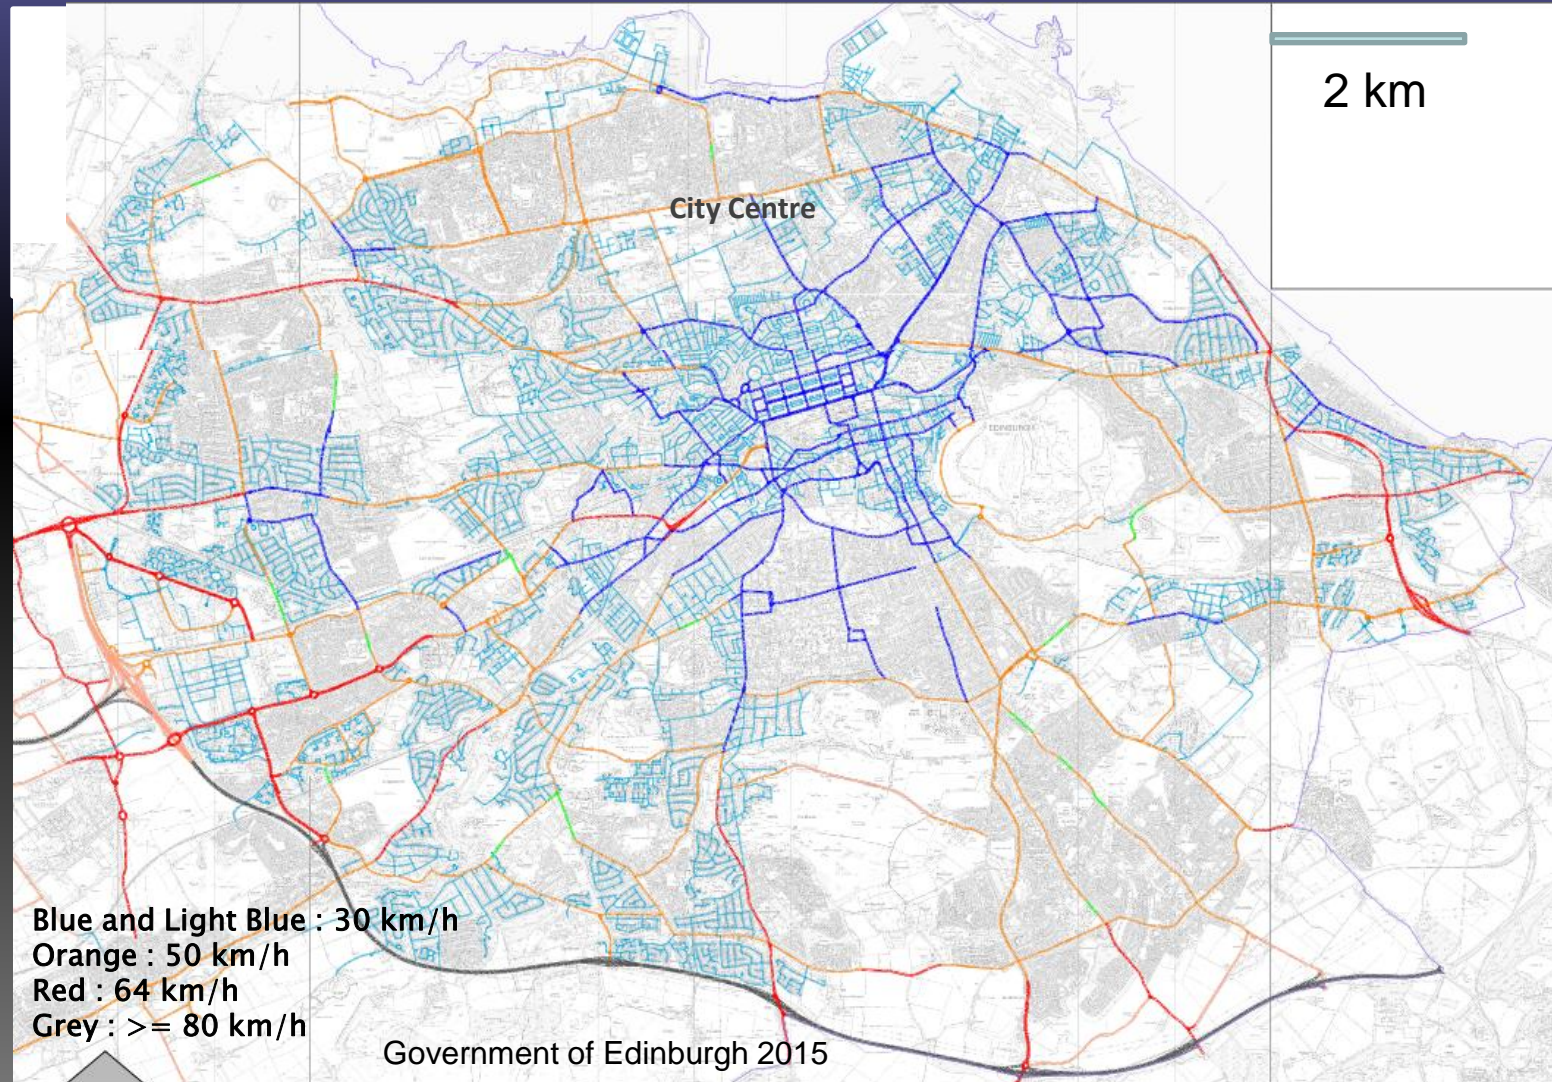 2 km
City Centre
EDINBURGH
Blue and Light Blue : 30 km/h
Orange : 50 km/h
Red : 64 km/h
Grey : >= 80 km/h
Government of Edinburgh 2015